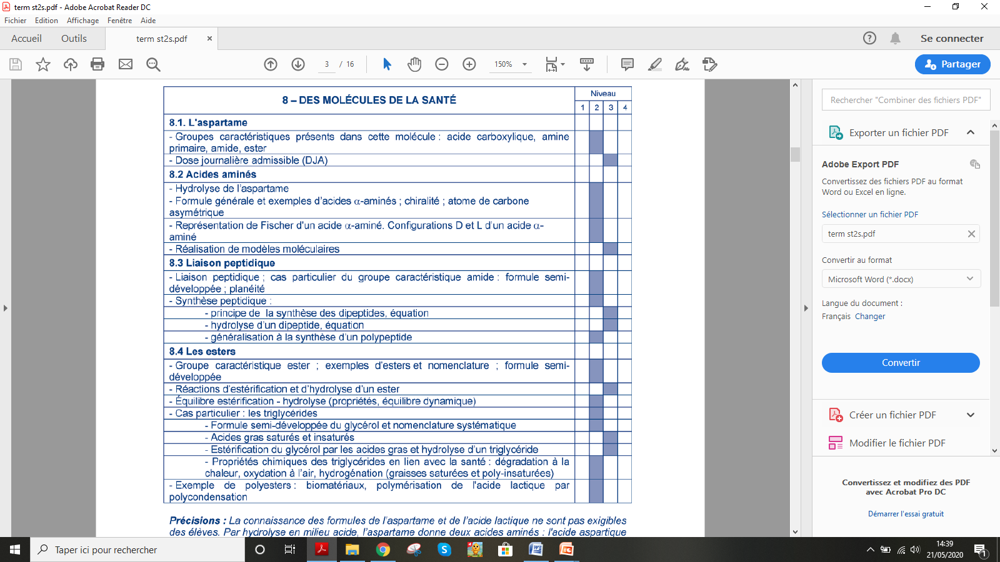 term st2s.pdf - Adobe Acrobat Reader DC
Fichier Edition Affichage Fenêtre Aide
Accueil Outils term st2s.pdf × Se connecter
3 / 16 150% Partager
8 – DES MOLÉCULES DE LA SANTÉ Niveau
1 2 3 4
8.1. L'aspartame
- Groupes caractéristiques présents dans cette molécule : acide carboxylique, amine
primaire, amide, ester
- Dose journalière admissible (DJA)
8.2 Acides aminés
- Hydrolyse de l'aspartame
- Formule générale et exemples d'acides α-aminés ; chiralité ; atome de carbone
asymétrique
- Représentation de Fischer d'un acide α-aminé. Configurations D et L d'un acide α-
aminé
- Réalisation de modèles moléculaires
8.3 Liaison peptidique
- Liaison peptidique ; cas particulier du groupe caractéristique amide : formule semi-
développée ; planéité
- Synthèse peptidique :
- principe de la synthèse des dipeptides, équation
- hydrolyse d'un dipeptide, équation
- généralisation à la synthèse d'un polypeptide
8.4 Les esters
- Groupe caractéristique ester ; exemples d'esters et nomenclature ; formule semi-
développée
- Réactions d'estérification et d'hydrolyse d'un ester
- Équilibre estérification - hydrolyse (propriétés, équilibre dynamique)
- Cas particulier : les triglycérides
- Formule semi-développée du glycérol et nomenclature systématique
- Acides gras saturés et insaturés
- Estérification du glycérol par les acides gras et hydrolyse d'un triglycéride
- Propriétés chimiques des triglycérides en lien avec la santé : dégradation à la
chaleur, oxydation à l'air, hydrogénation (graisses saturées et poly-insaturées)
- Exemple de polyesters : biomatériaux, polymérisation de l'acide lactique par
polycondensation
Précisions : La connaissance des formules de l'aspartame et de l'acide lactique ne sont pas exigibles
des élèves. Par hydrolyse en milieu acide, l'aspartame donne deux acides aminés : l'acide aspartique
Rechercher "Combiner des fichiers PDF"
Exporter un fichier PDF
Adobe Export PDF
Convertissez des fichiers PDF au format
Word ou Excel en ligne.
Sélectionner un fichier PDF
term st2s.pdf
Convertir au format
Microsoft Word (*.docx)
Langue du document :
Français Changer
Convertir
Créer un fichier PDF
Modifier le fichier PDF
Convertissez et modifiez des PDF
avec Acrobat Pro DC
Démarrer l'essai gratuit
Taper ici pour rechercher
14:39
21/05/2020
1